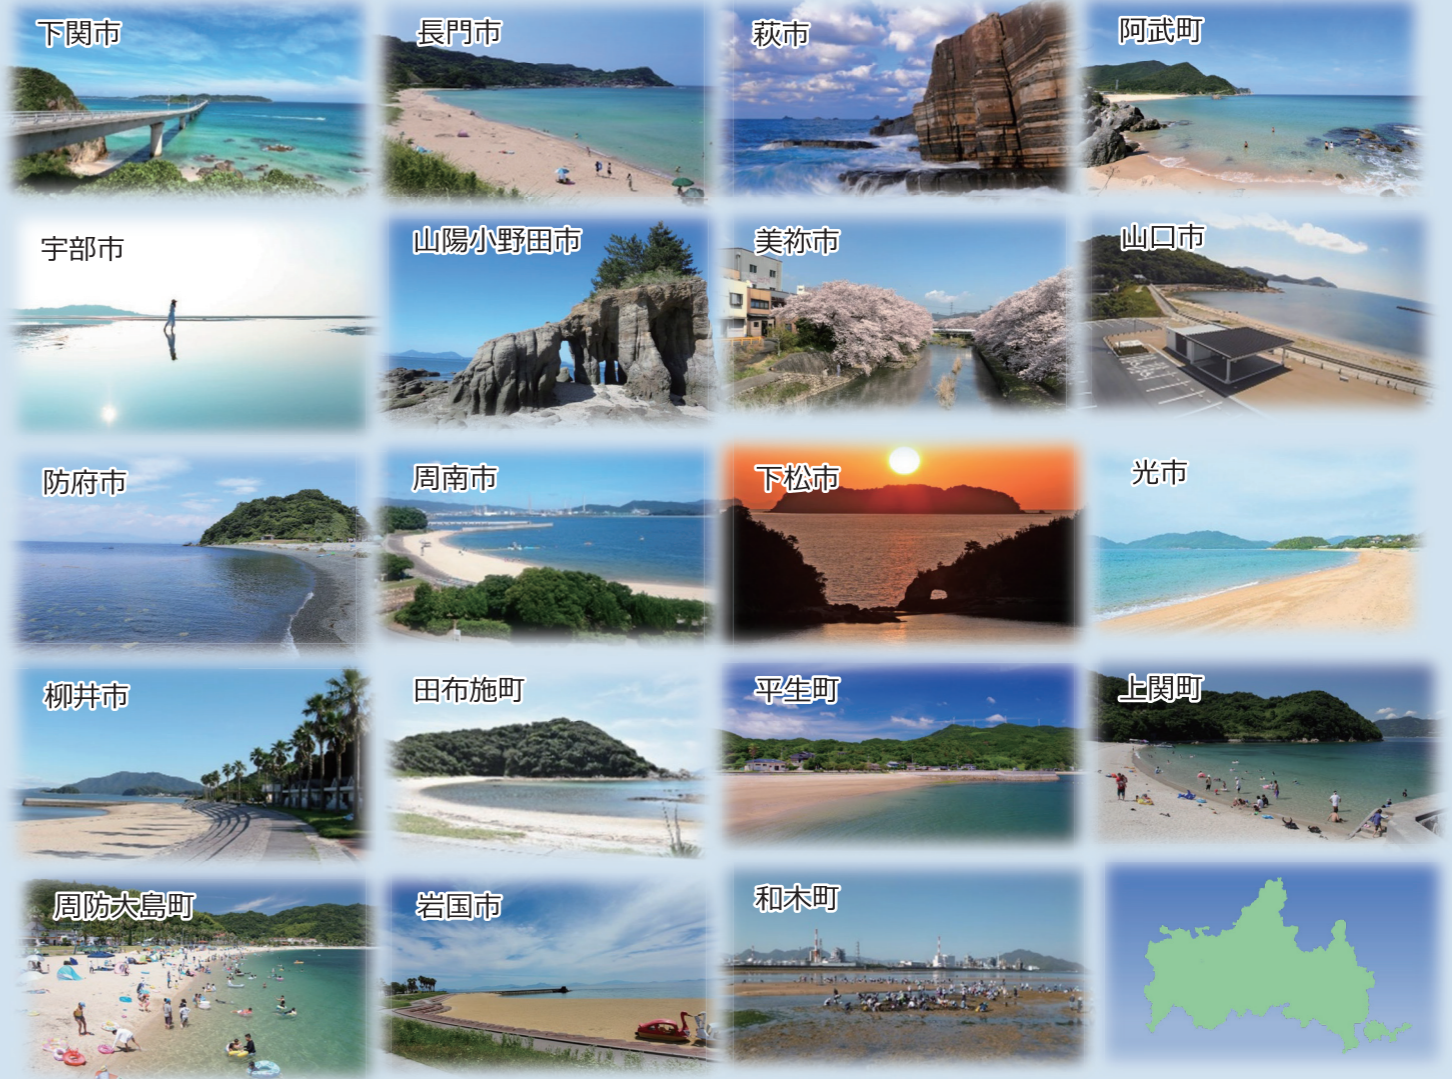 下関市
長門市
萩市
阿武町
宇部市
山陽小野田市
美祢市
山口市
防府市
周南市
下松市
光市
柳井市
田布施町
平生町
上関町
周防大島町
岩国市
和木町